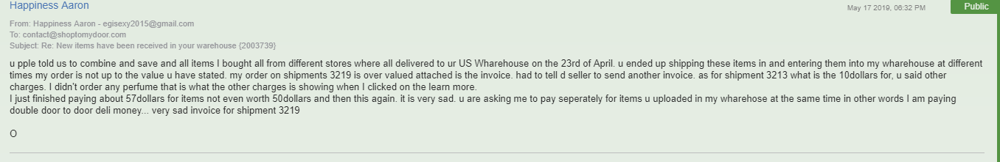 Happiness Aaron
May 17 2019, 06:32 PM
Public
From: Happiness Aaron - egisexy2015@gmail.com
To: contact@shoptomydoor.com
Subject: Re: New items have been received in your warehouse {2003739}
u pple told us to combine and save and all items I bought all from different stores where all delivered to ur US Wharehouse on the 23rd of April. u ended up shipping these items in and entering them into my wharehouse at different
times my order is not up to the value u have stated. my order on shipments 3219 is over valued attached is the invoice. had to tell d seller to send another invoice. as for shipment 3213 what is the 10dollars for, u said other
charges. I didn't order any perfume that is what the other charges is showing when I clicked on the learn more.
I just finished paying about 57dollars for items not even worth 50dollars and then this again. it is very sad. u are asking me to pay seperately for items u uploaded in my wharehose at the same time in other words I am paying
double door to door deli money... very sad invoice for shipment 3219
O